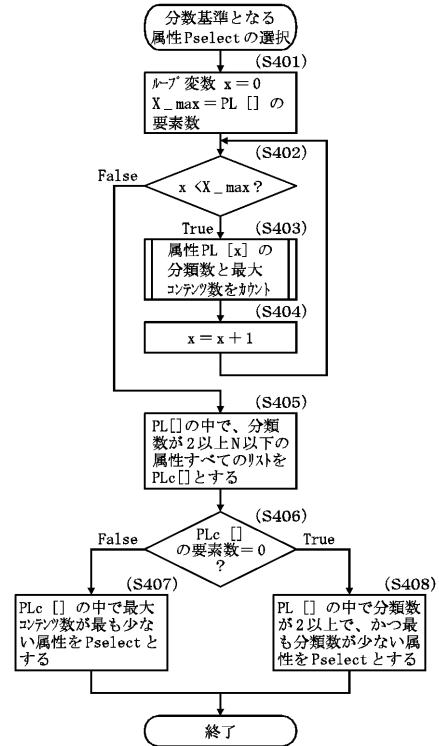 分数基準となる
属性Pselectの選択
(S401)
ﾙｰﾌﾟ変数 x=0
X_max=PL [] の
要素数
(S402)
False
x <X_max?
True
(S403)
属性PL [x] の
分類数と最大
ｺﾝﾃﾝﾂ数をｶｳﾝﾄ
(S404)
x=x+1
(S405)
PL[]の中で、分類
数が2以上N以下の
属性すべてのﾘｽﾄを
PLc[]とする
(S406)
False
PLc []
の要素数=0
?
True
(S407)
PLc [] の中で最大
ｺﾝﾃﾝﾂ数が最も少な
い属性をPselectと
する
(S408)
PL [] の中で分類数
が2以上で、かつ最
も分類数が少ない属
性をPselectとする
終了